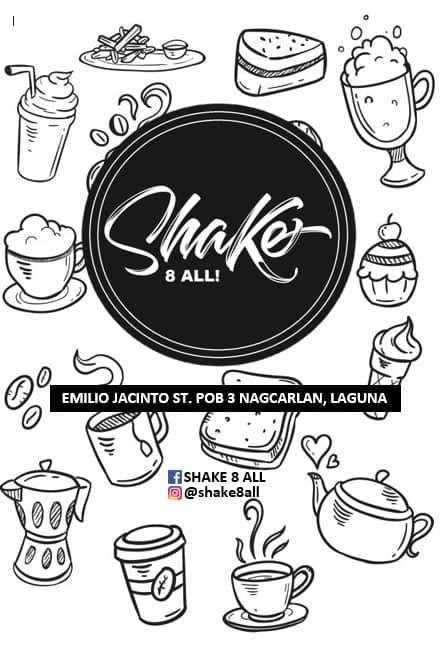 Shake
8 ALL!
EMILIO JACINTO ST. POB 3 NAGCARLAN, LAGUNA
SHAKE 8 ALL
@shake8all